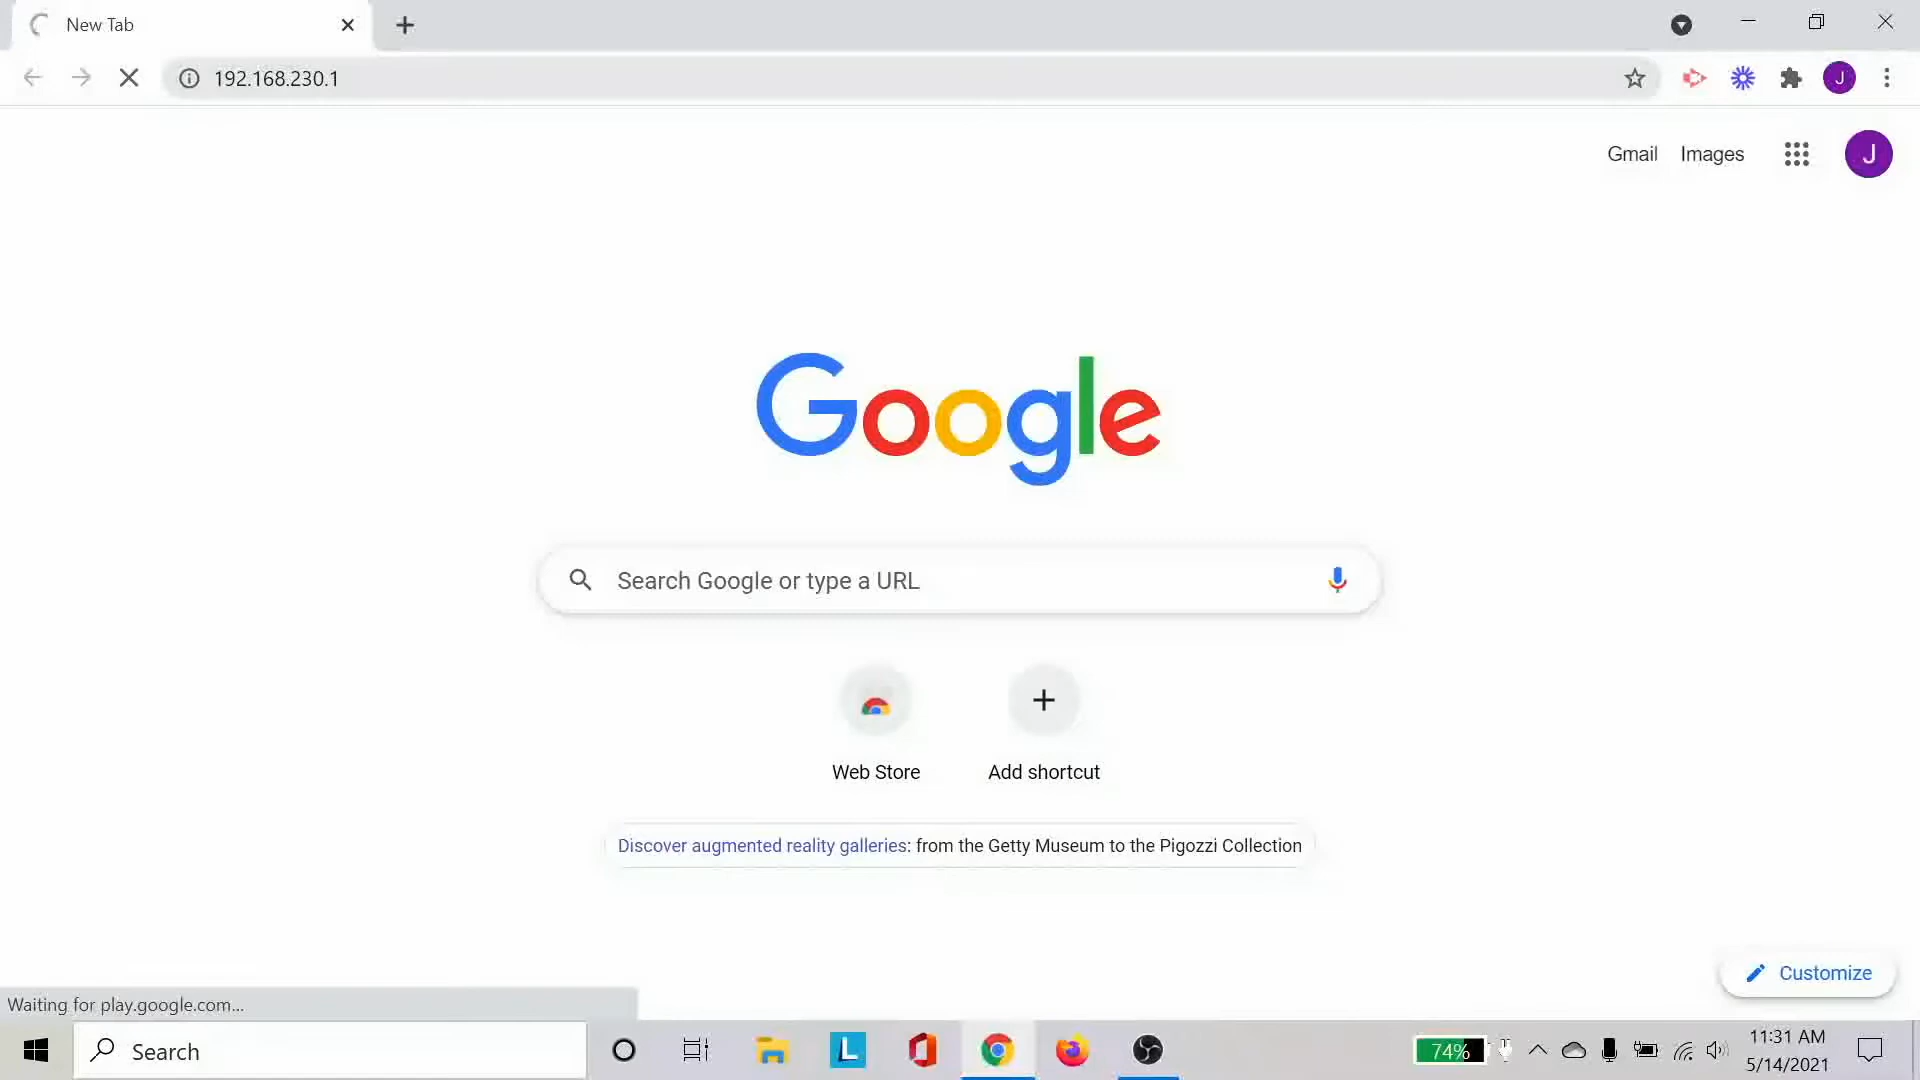 New Tab
192.168.230.1
J
Gmail Images
J
Google
Search Google or type a URL
Web Store
Add shortcut
Discover augmented reality galleries: from the Getty Museum to the Pigozzi Collection
Customize
Waiting for play.google.com...
Search
L
74%
11:31 AM
5/14/2021